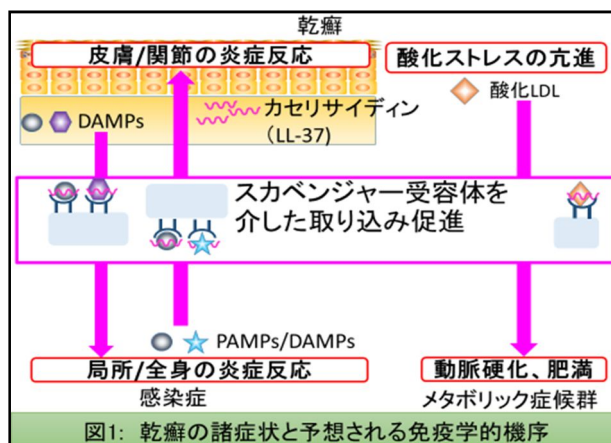 乾癬
皮膚/関節の炎症反応
酸化ストレスの亢進
酸化LDL
DAMPs
カセリサイディン
(LL-37)
スカベンジャー受容体を
介した取り込み促進
PAMPs/DAMPs
局所/全身の炎症反応
感染症
動脈硬化、肥満
メタボリック症候群
図1: 乾癬の諸症状と予想される免疫学的機序